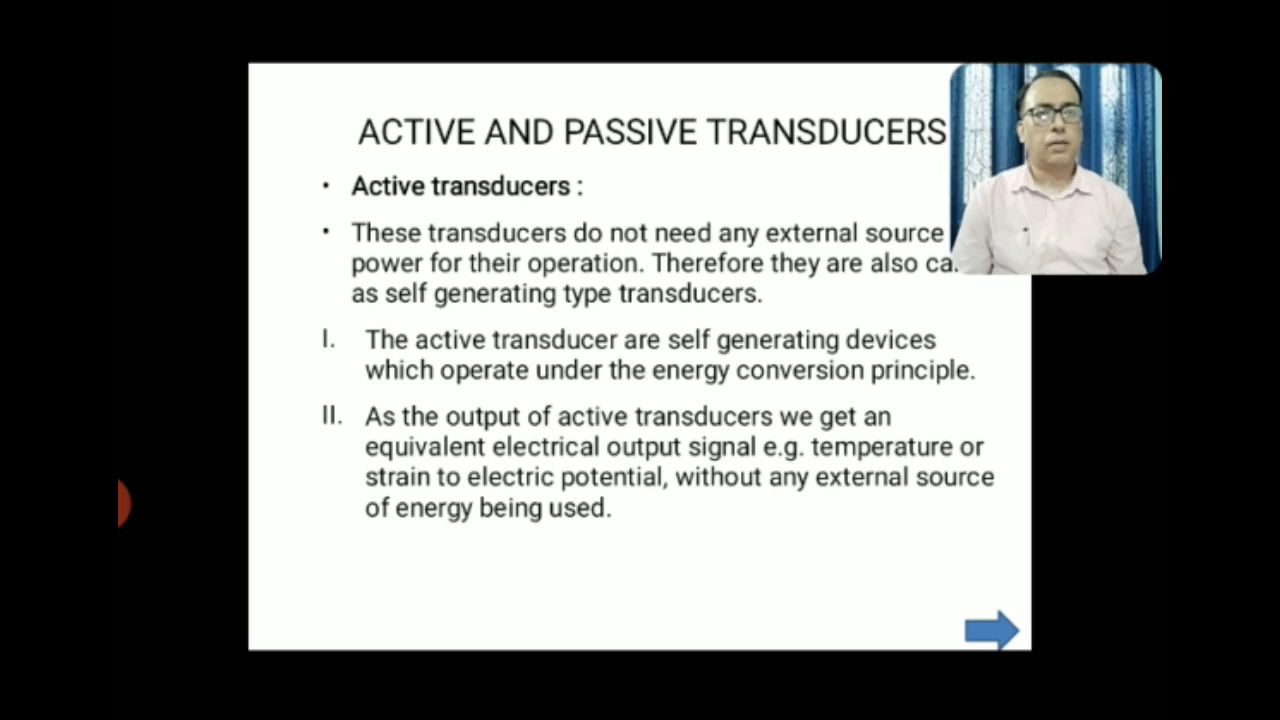 ACTIVE AND PASSIVE TRANSDUCERS
• Active transducers :
• These transducers do not need any external source
power for their operation. Therefore they are also
as self generating type transducers.
I. The active transducer are self generating devices
which operate under the energy conversion principle.
II. As the output of active transducers we get an
equivalent electrical output signal e.g. temperature or
strain to electric potential, without any external source
of energy being used.